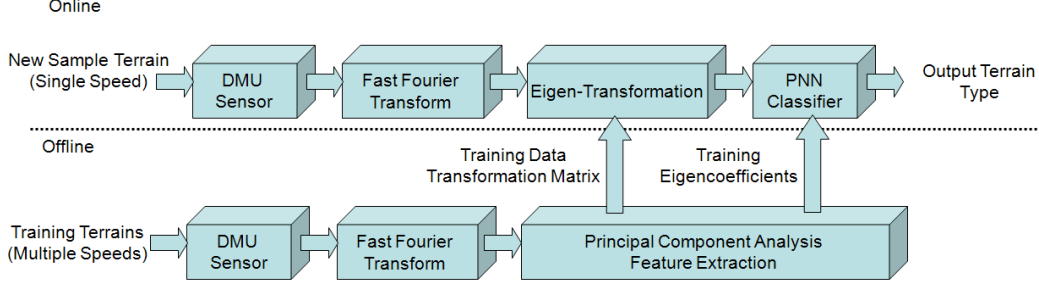 Online
New Sample Terrain
(Single Speed)
DMU
Sensor
Fast Fourier
Transform
Eigen-Transformation
PNN
Classifier
Output Terrain
Type
Offline
Training Data
Transformation Matrix
Training
Eigencoefficients
Training Terrains
(Multiple Speeds)
DMU
Sensor
Fast Fourier
Transform
Principal Component Analysis
Feature Extraction